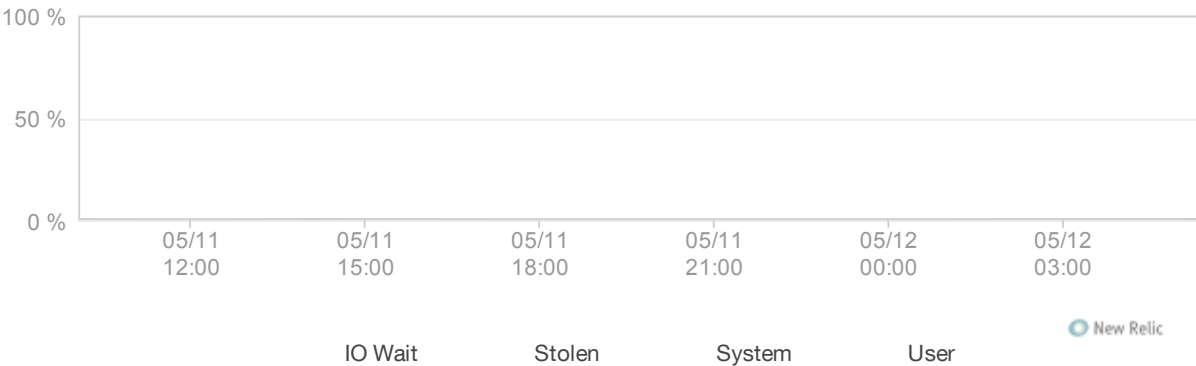 100 %
50 %
0 %
05/11 05/11 05/11 05/11 05/12 05/12
12:00 15:00 18:00 21:00 00:00 03:00
New Relic
IO Wait Stolen System User